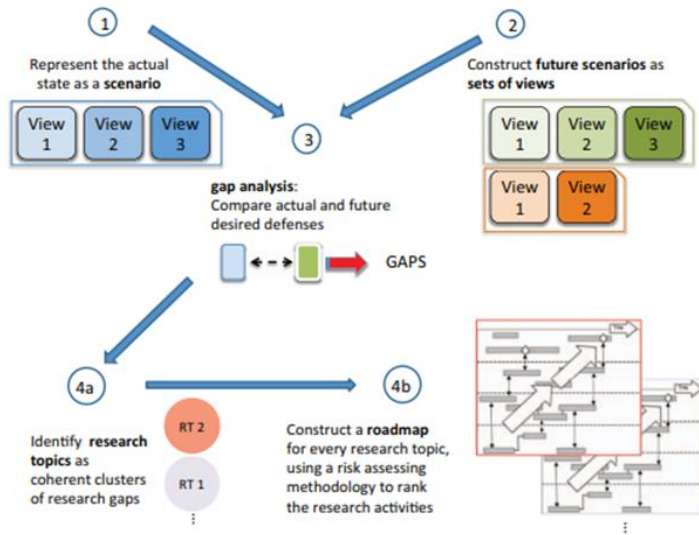 1
Represent the actual
state as a scenario
View
1
View
2
View
3
2
Construct future scenarios as
sets of views
View
1
View
2
View
3
View
1
View
2
3
gap analysis:
Compare actual and future
desired defenses
GAPS
4a
Identify research
topics as
coherent clusters
of research gaps
RT 2
RT 1
⋮
4b
Construct a roadmap
for every research topic,
using a risk assessing
methodology to rank
the research activities
⋮